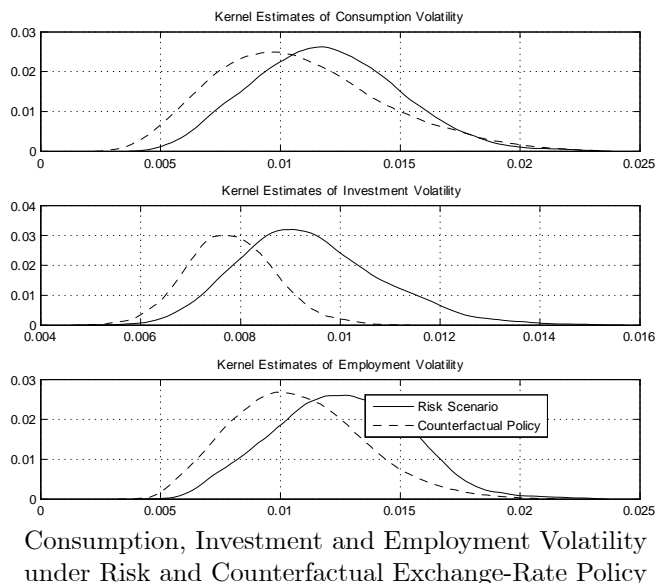 Kernel Estimates of Consumption Volatility
0.03
0.02
0.01
0
0 0.005 0.01 0.015 0.02 0.025
Kernel Estimates of Investment Volatility
0.04
0.03
0.02
0.01
0
0.004 0.006 0.008 0.01 0.012 0.014 0.016
Kernel Estimates of Employment Volatility
0.03
0.02
0.01
0
Risk Scenario
Counterfactual Policy
0 0.005 0.01 0.015 0.02 0.025
Consumption, Investment and Employment Volatility
under Risk and Counterfactual Exchange-Rate Policy